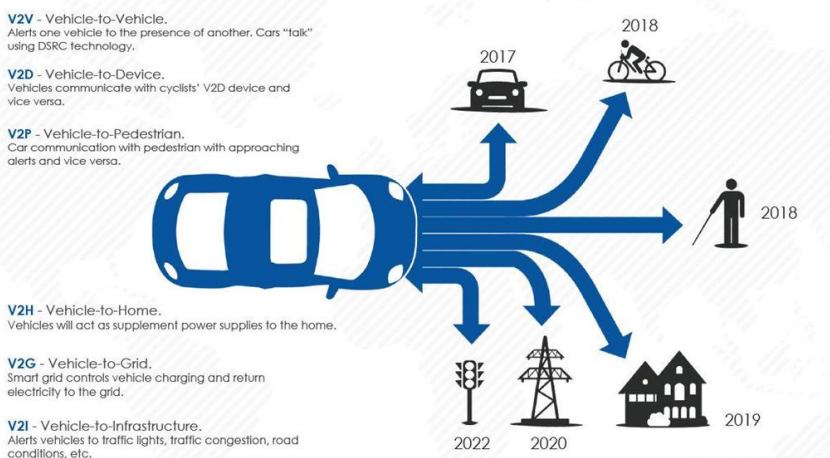 V2V - Vehicle-to-Vehicle.
Alerts one vehicle to the presence of another. Cars “talk”
using DSRC technology.
V2D - Vehicle-to-Device.
Vehicles communicate with cyclists’ V2D device and
vice versa.
V2P - Vehicle-to-Pedestrian.
Car communication with pedestrian with approaching
alerts and vice versa.
V2H - Vehicle-to-Home.
Vehicles will act as supplement power supplies to the home.
V2G - Vehicle-to-Grid.
Smart grid controls vehicle charging and return
electricity to the grid.
V2I - Vehicle-to-Infrastructure.
Alerts vehicles to traffic lights, traffic congestion, road
conditions, etc.
2017
2018
2018
2019
2020
2022